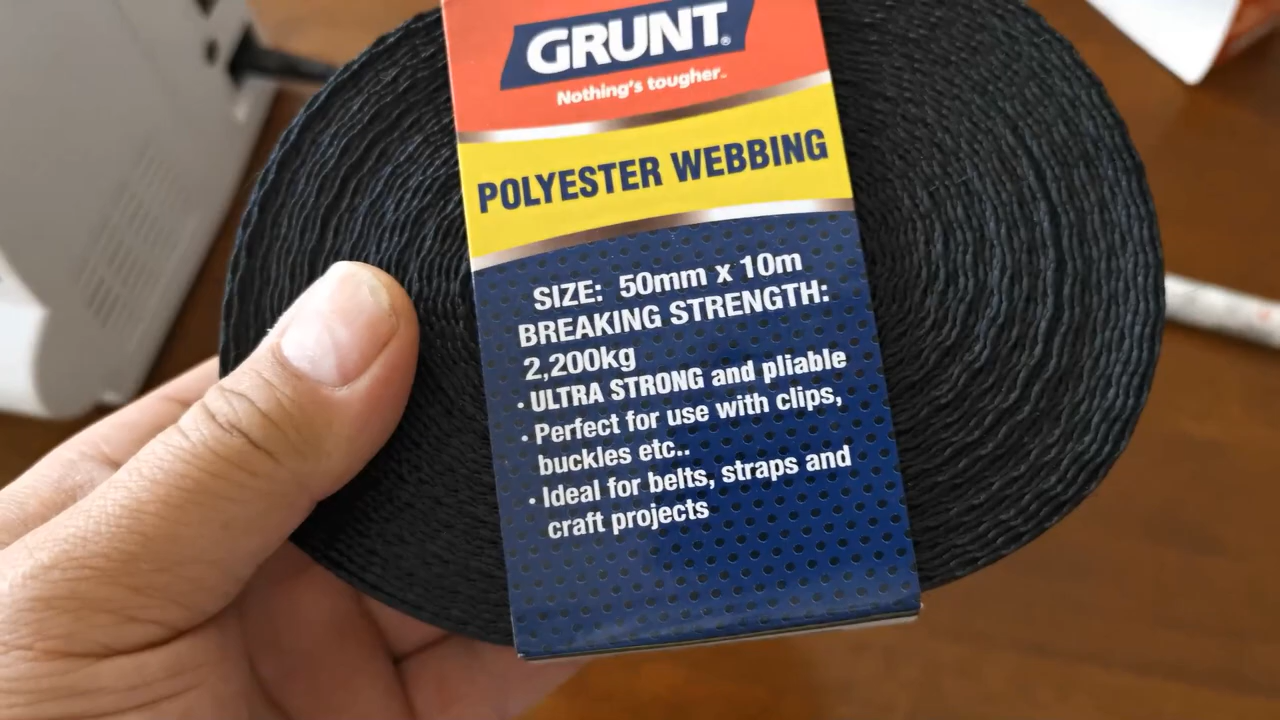 GRUNT®
Nothing's tougher™
POLYESTER WEBBING
SIZE: 50mm x 10m
BREAKING STRENGTH:
2,200kg
· ULTRA STRONG and pliable
· Perfect for use with clips,
buckles etc..
· Ideal for belts, straps and
craft projects